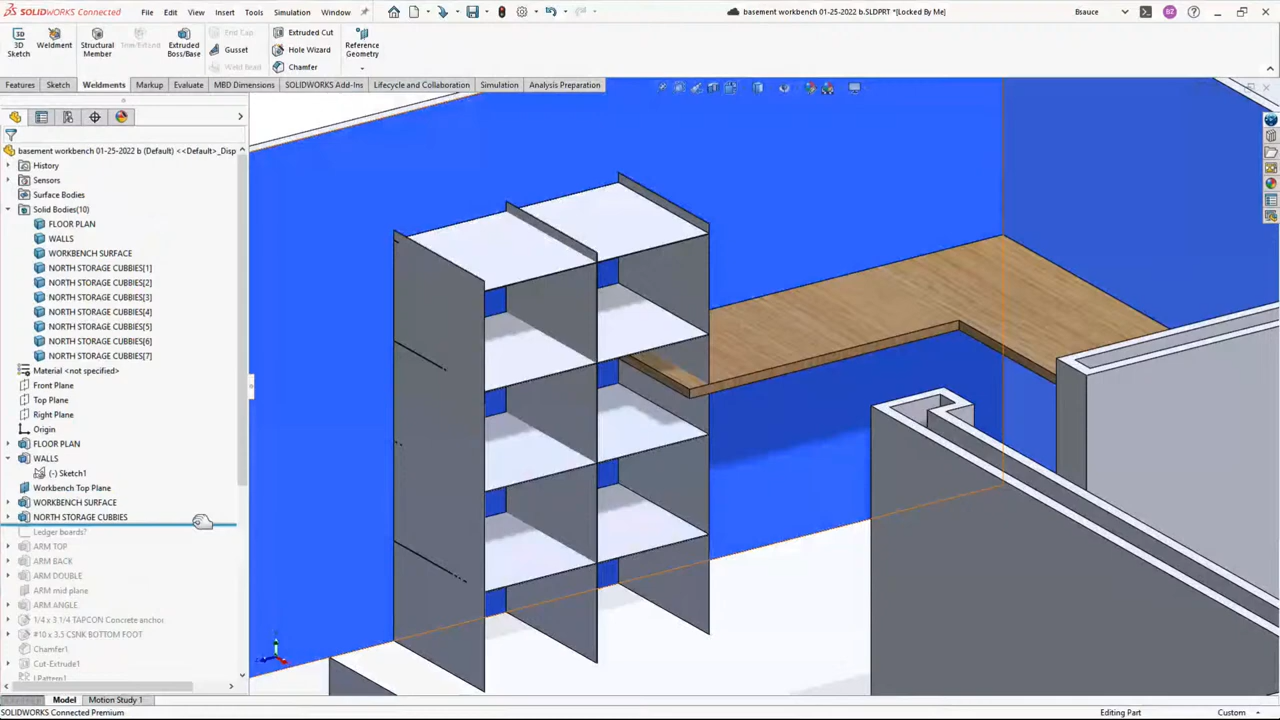 SOLIDWORKS Connected
File Edit View Insert Tools Simulation Window
basement workbench 01-25-2022 b.SLDPRT *[Locked By Me]
Bsauce
BZ
3D Sketch
Weldment
Structural Member
Trim/Extend
Extruded Boss/Base
End Cap
Gusset
Weld Bead
Extruded Cut
Hole Wizard
Chamfer
Reference Geometry
Features Sketch Weldments Markup Evaluate MBD Dimensions SOLIDWORKS Add-Ins Lifecycle and Collaboration Simulation Analysis Preparation
basement workbench 01-25-2022 b (Default) <<Default>_Disp
History
Sensors
Surface Bodies
Solid Bodies(10)
FLOOR PLAN
WALLS
WORKBENCH SURFACE
NORTH STORAGE CUBBIES[1]
NORTH STORAGE CUBBIES[2]
NORTH STORAGE CUBBIES[3]
NORTH STORAGE CUBBIES[4]
NORTH STORAGE CUBBIES[5]
NORTH STORAGE CUBBIES[6]
NORTH STORAGE CUBBIES[7]
Material <not specified>
Front Plane
Top Plane
Right Plane
Origin
FLOOR PLAN
WALLS
(-) Sketch1
Workbench Top Plane
WORKBENCH SURFACE
NORTH STORAGE CUBBIES
Ledger boards?
ARM TOP
ARM BACK
ARM DOUBLE
ARM mid plane
ARM ANGLE
1/4 x 3 1/4 TAPCON Concrete anchor
#10 x 3.5 CSNK BOTTOM FOOT
Chamfer1
Cut-Extrude1
LPattern1
Model Motion Study 1
SOLIDWORKS Connected Premium
Editing Part
Custom